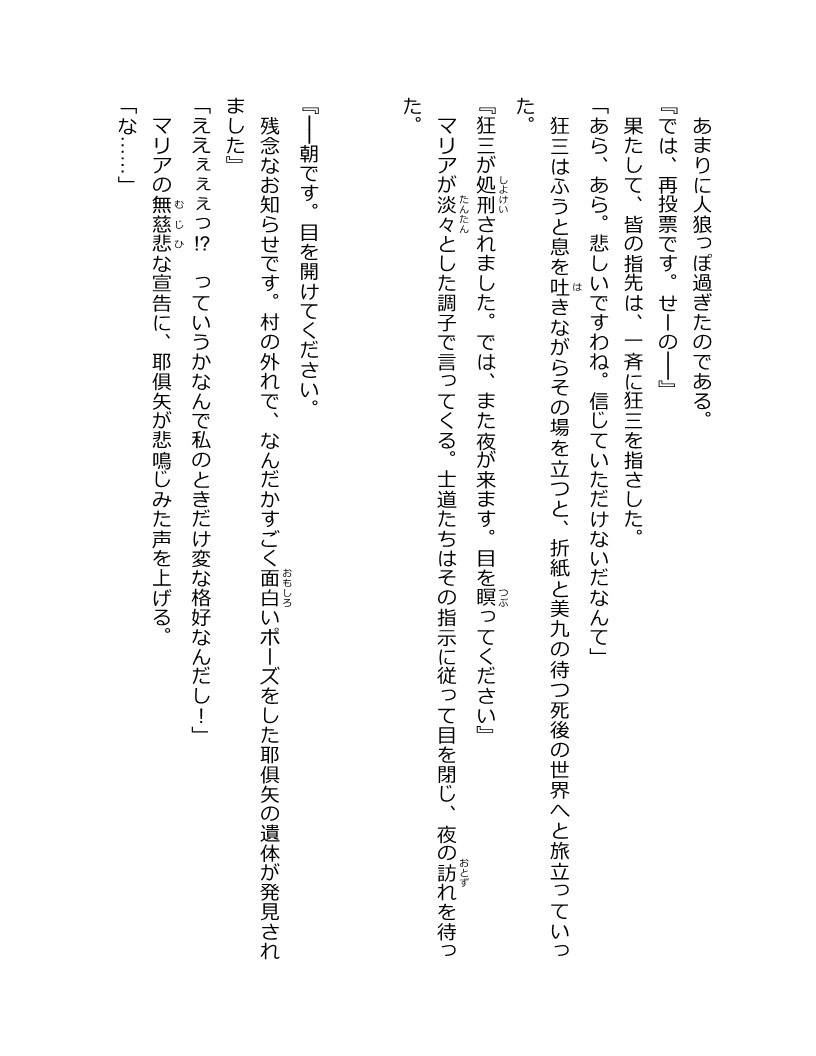 あまりに人狼っぽ過ぎたのである。
『では、再投票です。せーの──』
　果たして、皆の指先は、一斉に狂三を指さした。
「あら、あら。悲しいですわね。信じていただけないだなんて」
　狂三はふうと息を吐きながらその場を立つと、折紙と美九の待つ死後の世界へと旅立っていっ
た。
『狂三が処刑されました。では、また夜が来ます。目を瞑ってください』
　マリアが淡々とした調子で言ってくる。士道たちはその指示に従って目を閉じ、夜の訪れを待っ
た。
『──朝です。目を開けてください。
　残念なお知らせです。村の外れで、なんだかすごく面白いポーズをした耶俱矢の遺体が発見され
ました』
「ええぇぇぇっ!?　っていうかなんで私のときだけ変な格好なんだし！」
　マリアの無慈悲な宣告に、耶俱矢が悲鳴じみた声を上げる。
「な……」